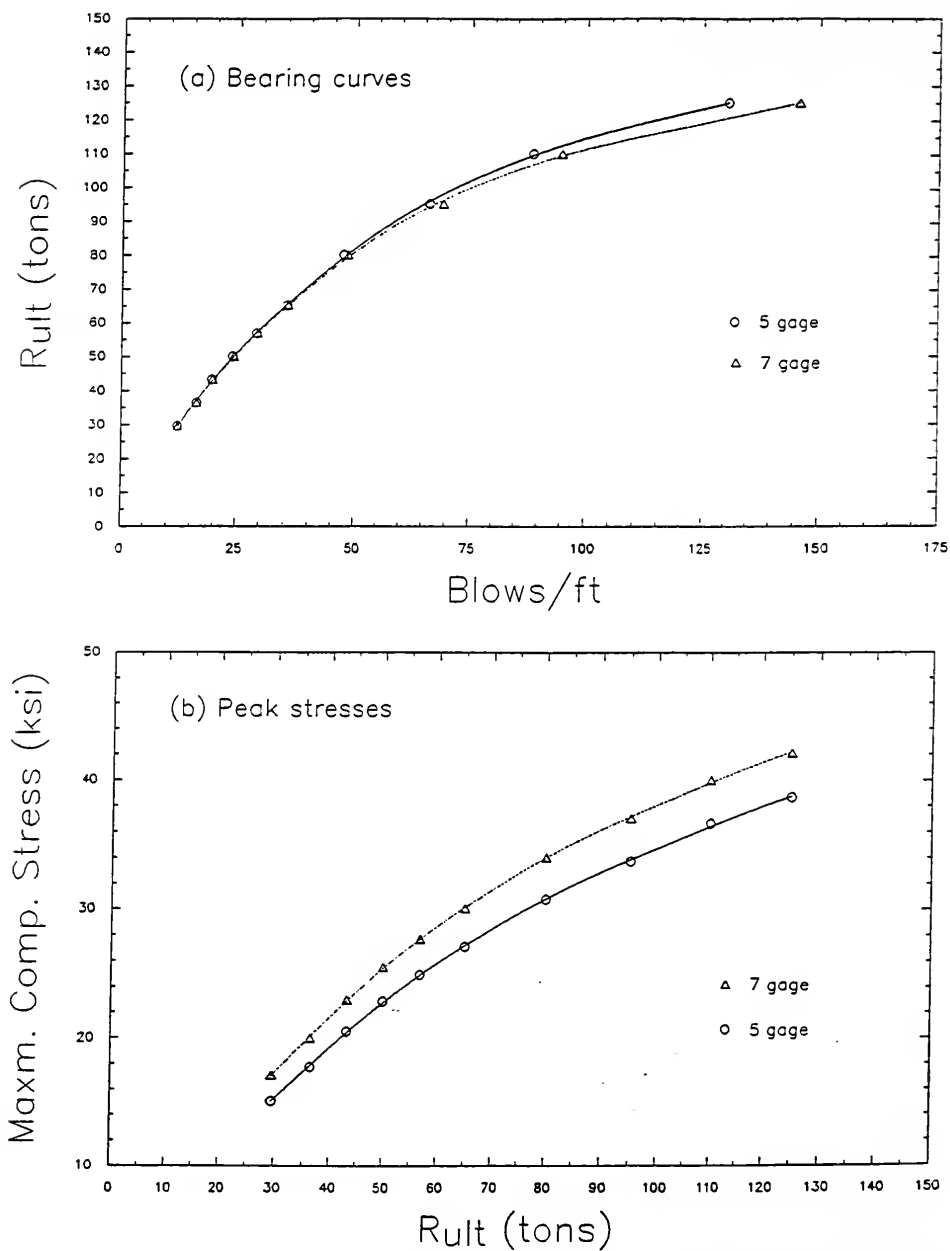 150
140
(a) Bearing curves
130
120
110
100
90
80
70
60
50
40
30
20
10
0
Rult (tons)
5 gage
7 gage
0 25 50 75 100 125 150 175
Blows/ft
50
(b) Peak stresses
40
30
20
10
Maxm. Comp. Stress (ksi)
7 gage
5 gage
0 10 20 30 40 50 60 70 80 90 100 110 120 130 140 150
Rult (tons)